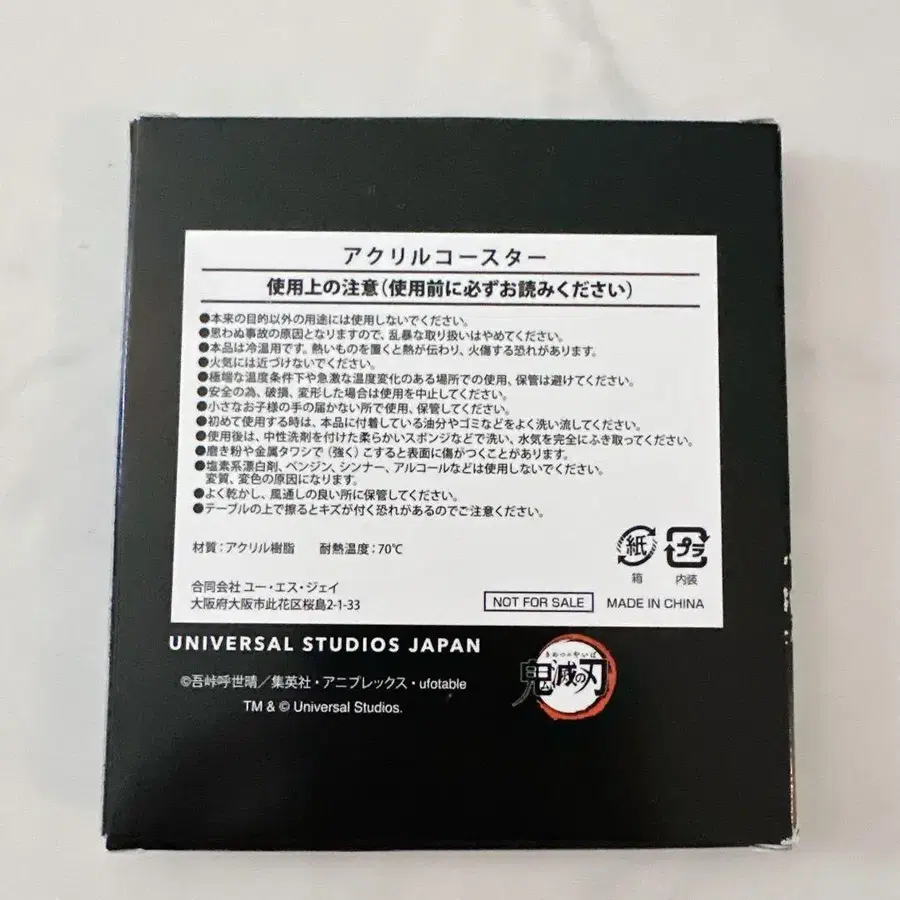 アクリルコースター
使用上の注意(使用前に必ずお読みください)
●本来の目的以外の用途には使用しないでください。
●思わぬ事故の原因となりますので、乱暴な取り扱いはやめてください。
●本品は冷温用です。熱いものを置くと熱が伝わり、火傷する恐れがあります。
●火気には近づけないでください。
●極端な温度条件下や急激な温度変化のある場所での使用、保管は避けてください。
●安全の為、破損、変形した場合は使用を中止してください。
●小さなお子様の手の届かない所で使用、保管してください。
●初めて使用する時は、本品に付着している油分やゴミなどをよく洗い流してください。
●使用後は、中性洗剤を付けた柔らかいスポンジなどで洗い、水気を完全にふき取ってください。
●磨き粉や金属タワシで(強く)こすると表面に傷がつくことがあります。
●塩素系漂白剤、ベンジン、シンナー、アルコールなどは使用しないでください。
変質、変色の原因になります。
●よく乾かし、風通しの良い所に保管してください。
●テーブルの上で擦るとキズが付く恐れがあるのでご注意ください。
材質:アクリル樹脂 耐熱温度:70℃
紙 プラ
箱 内装
合同会社 ユー・エス・ジェイ
大阪府大阪市此花区桜島2-1-33
NOT FOR SALE MADE IN CHINA
UNIVERSAL STUDIOS JAPAN
きめつのやいば
鬼滅の刃
©吾峠呼世晴/集英社・アニプレックス・ufotable
TM & © Universal Studios.